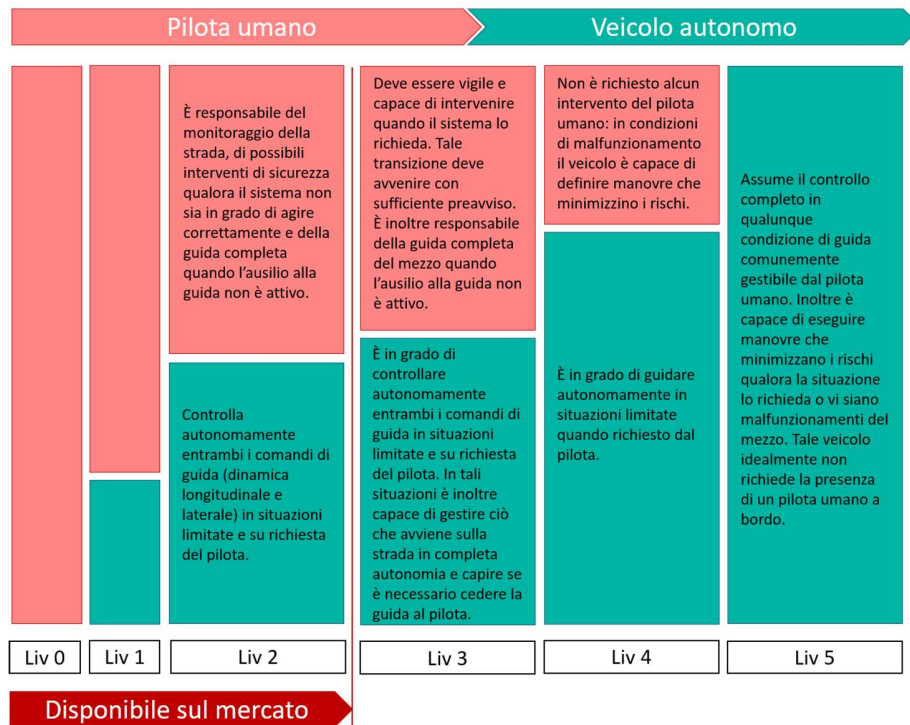 Pilota umano
Veicolo autonomo
È responsabile del
monitoraggio della
strada, di possibili
interventi di sicurezza
qualora il sistema non
sia in grado di agire
correttamente e della
guida completa
quando l’ausilio alla
guida non è attivo.
Controlla
autonomamente
entrambi i comandi di
guida (dinamica
longitudinale e
laterale) in situazioni
limitate e su richiesta
del pilota.
Deve essere vigile e
capace di intervenire
quando il sistema lo
richieda. Tale
transizione deve
avvenire con
sufficiente preavviso.
È inoltre responsabile
della guida completa
del mezzo quando
l’ausilio alla guida non
è attivo.
È in grado di
controllare
autonomamente
entrambi i comandi di
guida in situazioni
limitate e su richiesta
del pilota. In tali
situazioni è inoltre
capace di gestire ciò
che avviene sulla
strada in completa
autonomia e capire se
è necessario cedere la
guida al pilota.
Non è richiesto alcun
intervento del pilota
umano: in condizioni
di malfunzionamento
il veicolo è capace di
definire manovre che
minimizzino i rischi.
È in grado di guidare
autonomamente in
situazioni limitate
quando richiesto dal
pilota.
Assume il controllo
completo in
qualunque
condizione di guida
comunemente
gestibile dal pilota
umano. Inoltre è
capace di eseguire
manovre che
minimizzano i rischi
qualora la situazione
lo richieda o vi siano
malfunzionamenti del
mezzo. Tale veicolo
idealmente non
richiede la presenza
di un pilota umano a
bordo.
Liv 0
Liv 1
Liv 2
Liv 3
Liv 4
Liv 5
Disponibile sul mercato